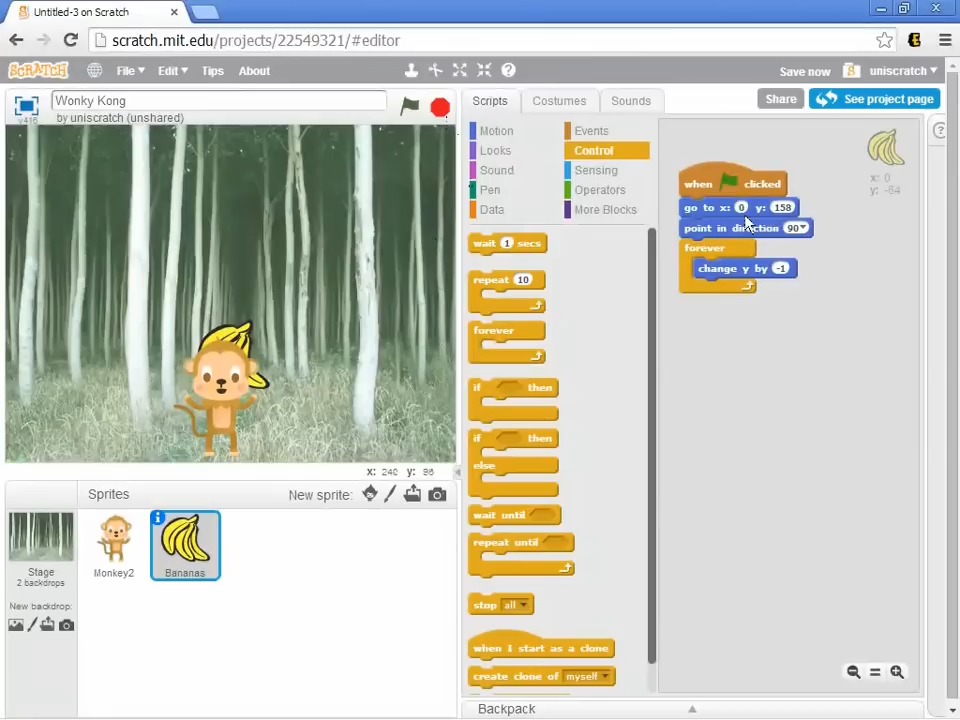 Untitled-3 on Scratch
scratch.mit.edu/projects/22549321/#editor
SCRATCH File Edit Tips About Save now uniscratch
Wonky Kong
by uniscratch (unshared)
v416
Scripts Costumes Sounds Share See project page
Motion Events
Looks Control
Sound Sensing
Pen Operators
Data More Blocks
wait 1 secs
repeat 10
forever
if then
if then
else
wait until
repeat until
stop all
when I start as a clone
create clone of myself
when clicked
go to x: 0 y: 158
point in direction 90
forever
change y by -1
x: 0
y: -64
x: 240 y: 96
Sprites New sprite:
Stage
2 backdrops
New backdrop:
Monkey2
Bananas
Backpack